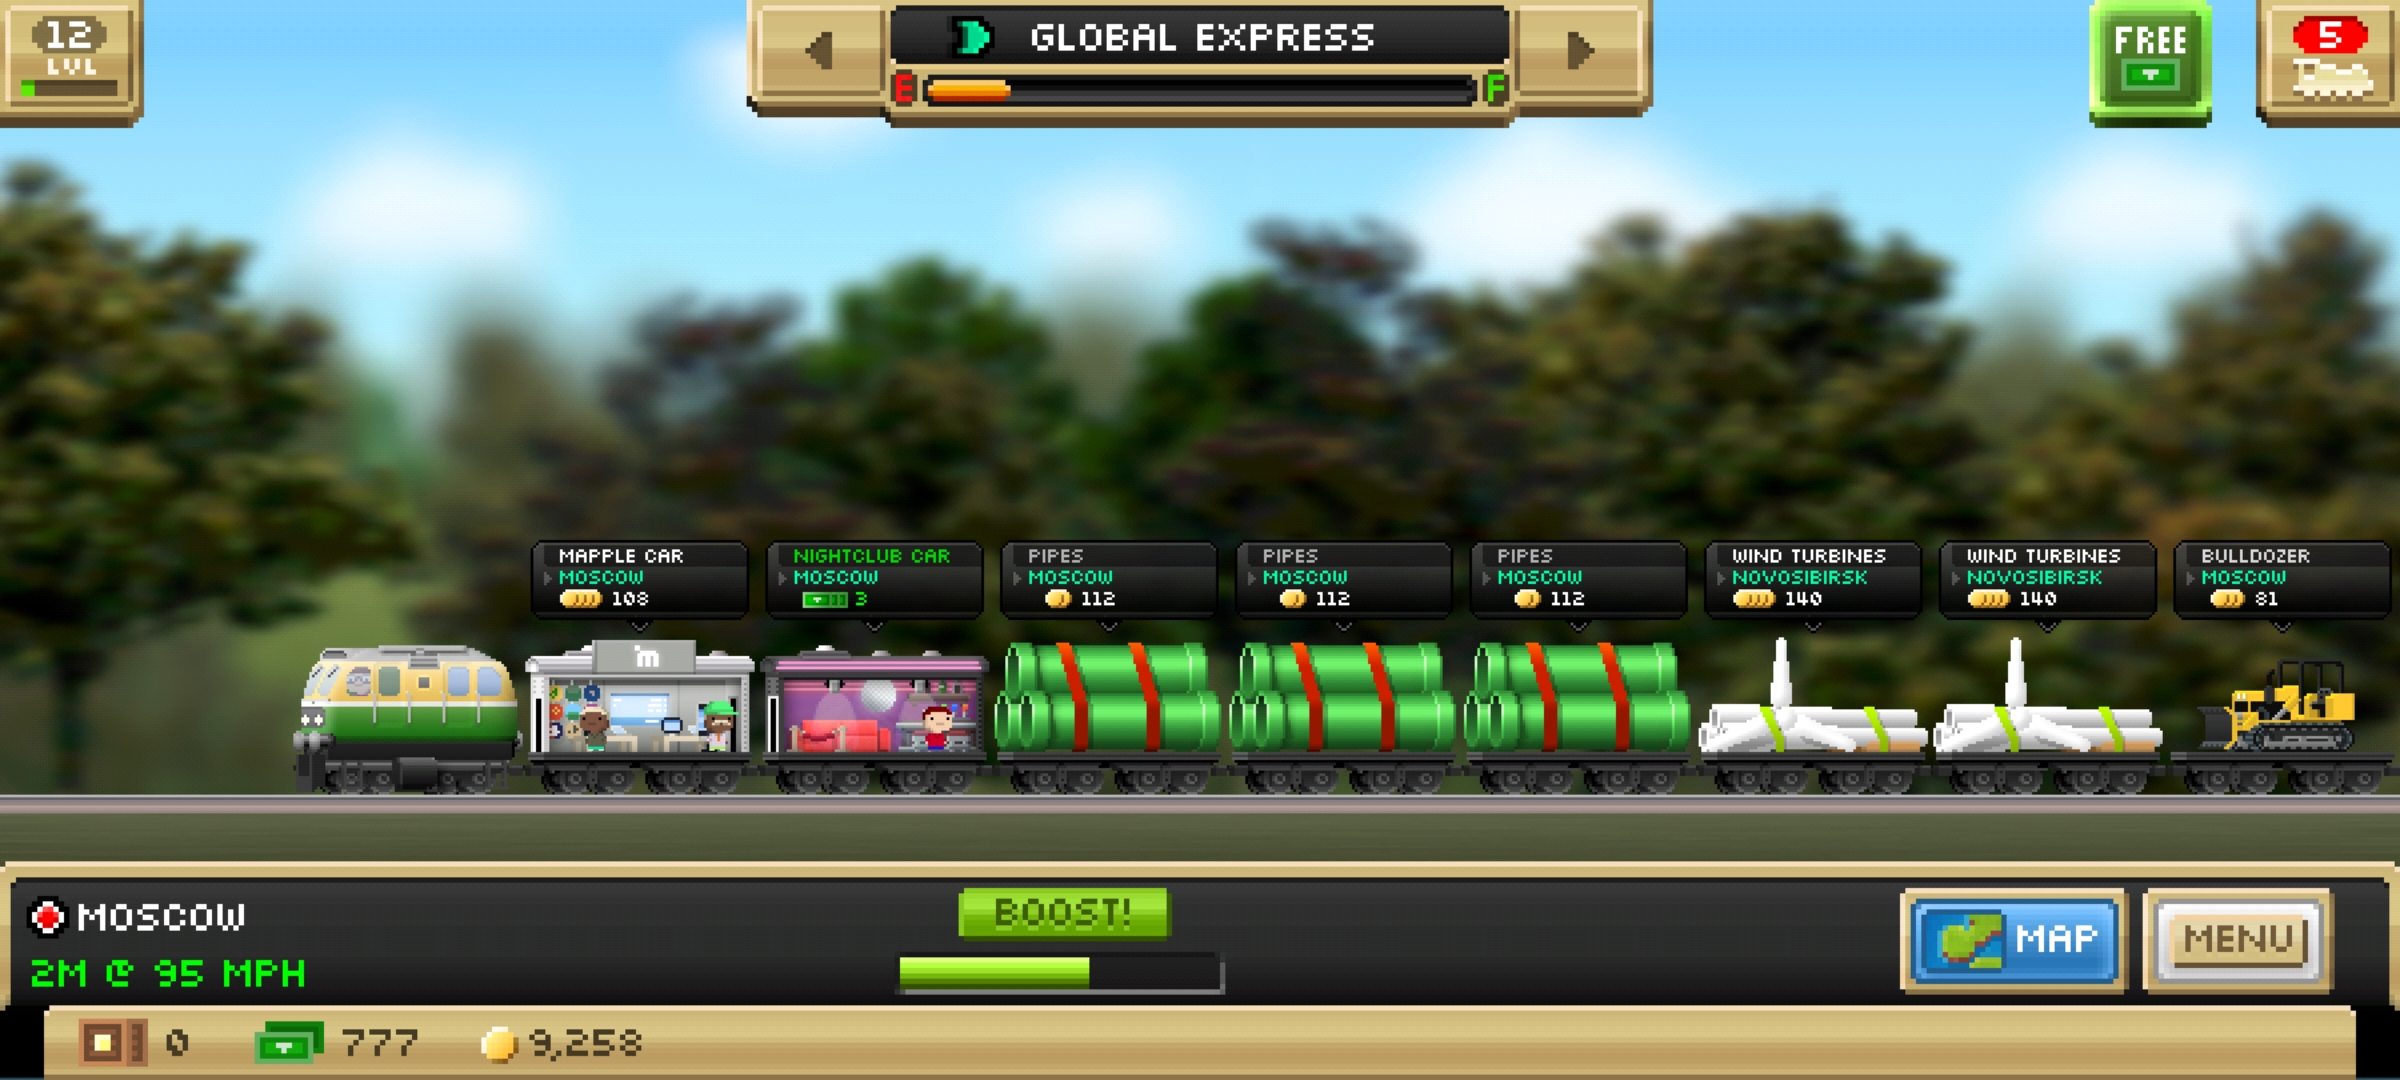 12
LVL
GLOBAL EXPRESS
E
F
FREE
5
MAPPLE CAR
MOSCOW
108
NIGHTCLUB CAR
MOSCOW
3
PIPES
MOSCOW
112
PIPES
MOSCOW
112
PIPES
MOSCOW
112
WIND TURBINES
NOVOSIBIRSK
140
WIND TURBINES
NOVOSIBIRSK
140
BULLDOZER
MOSCOW
81
m
MOSCOW
2M @ 95 MPH
BOOST!
MAP
MENU
0
777
9,258